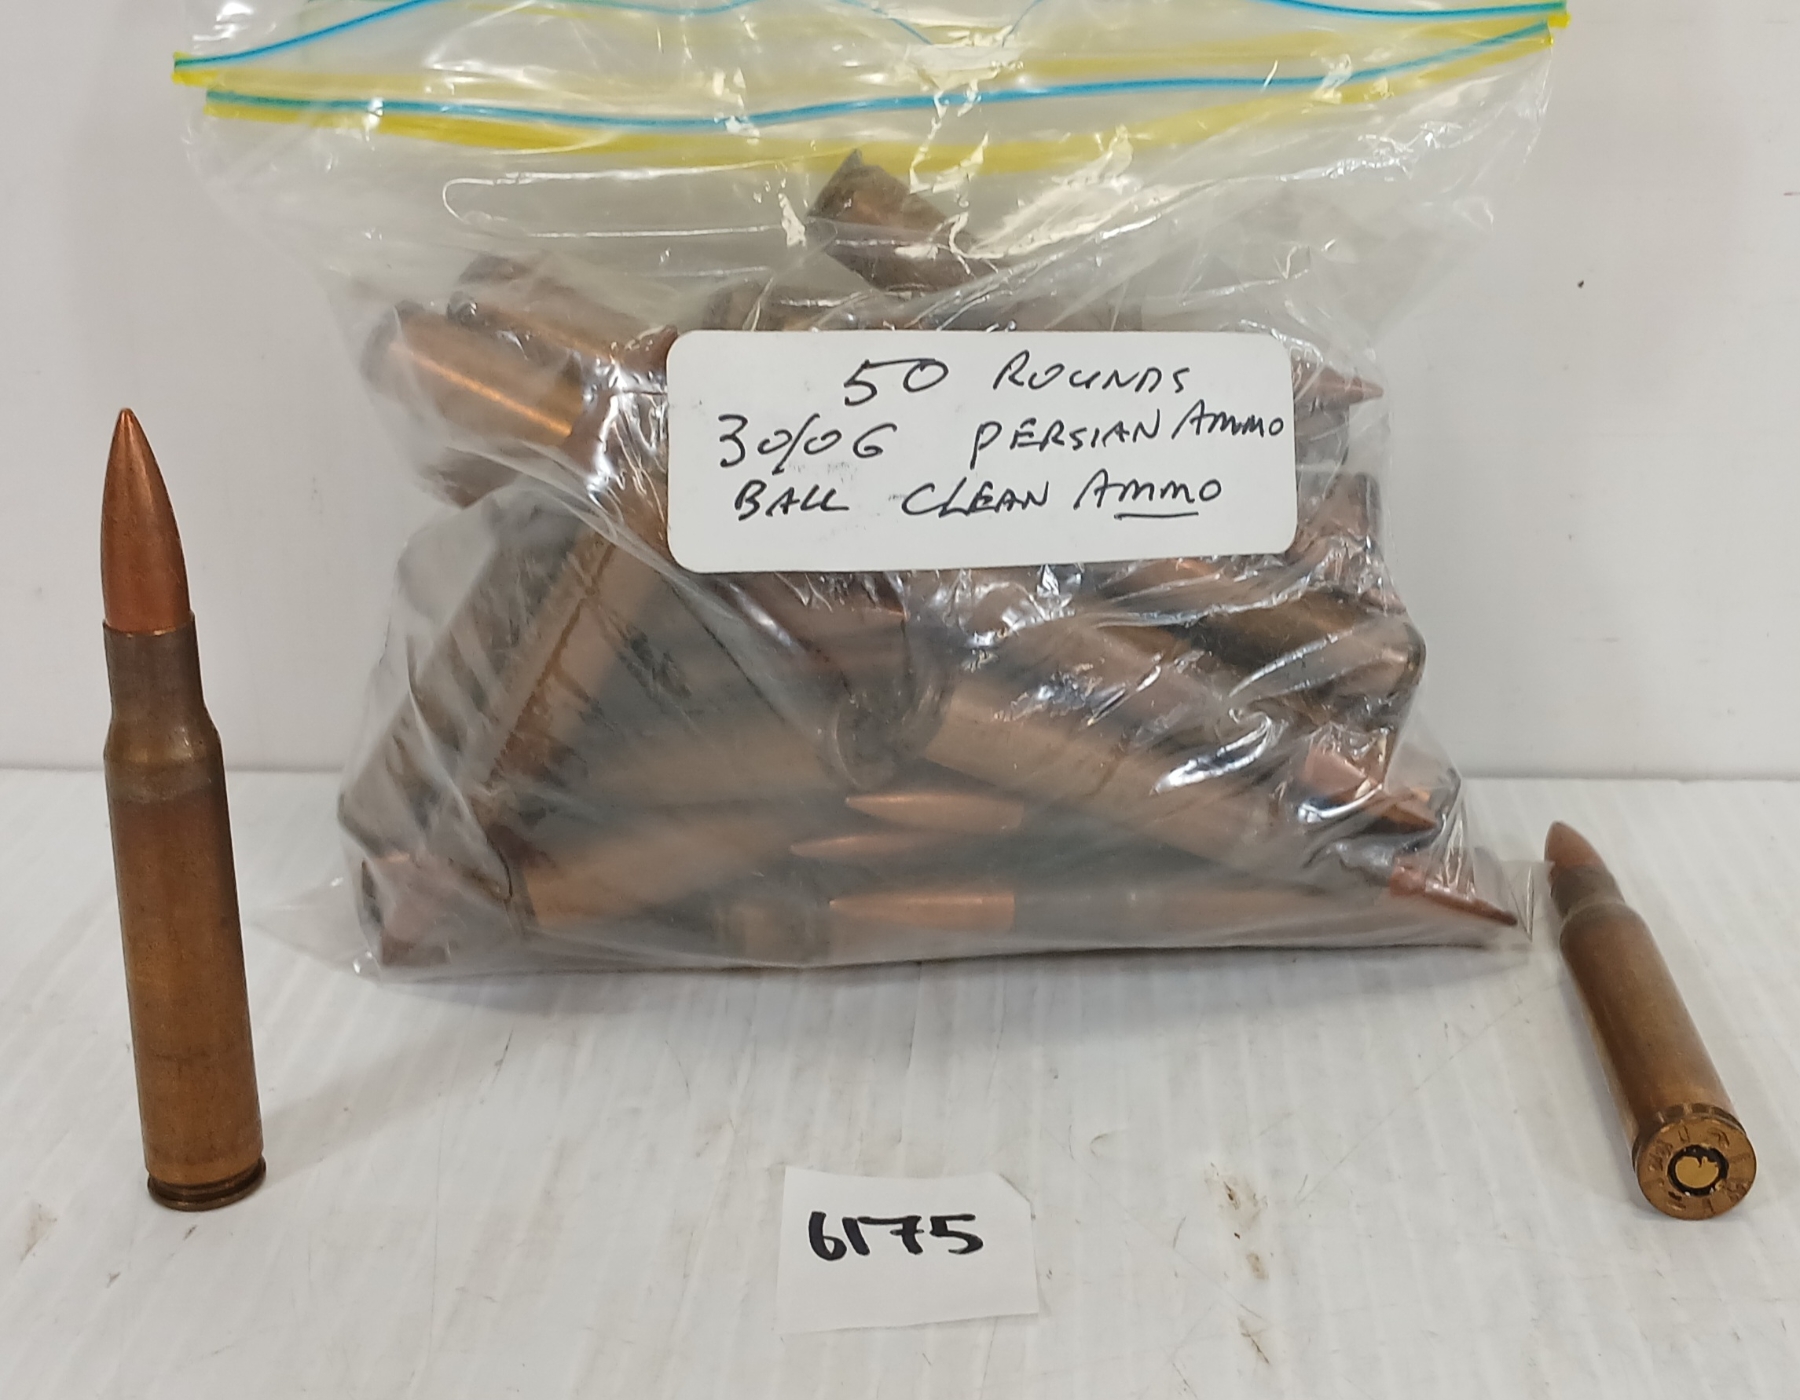 50 ROUNDS
30/06 PERSIAN AMMO
BALL CLEAN AMMO
6175